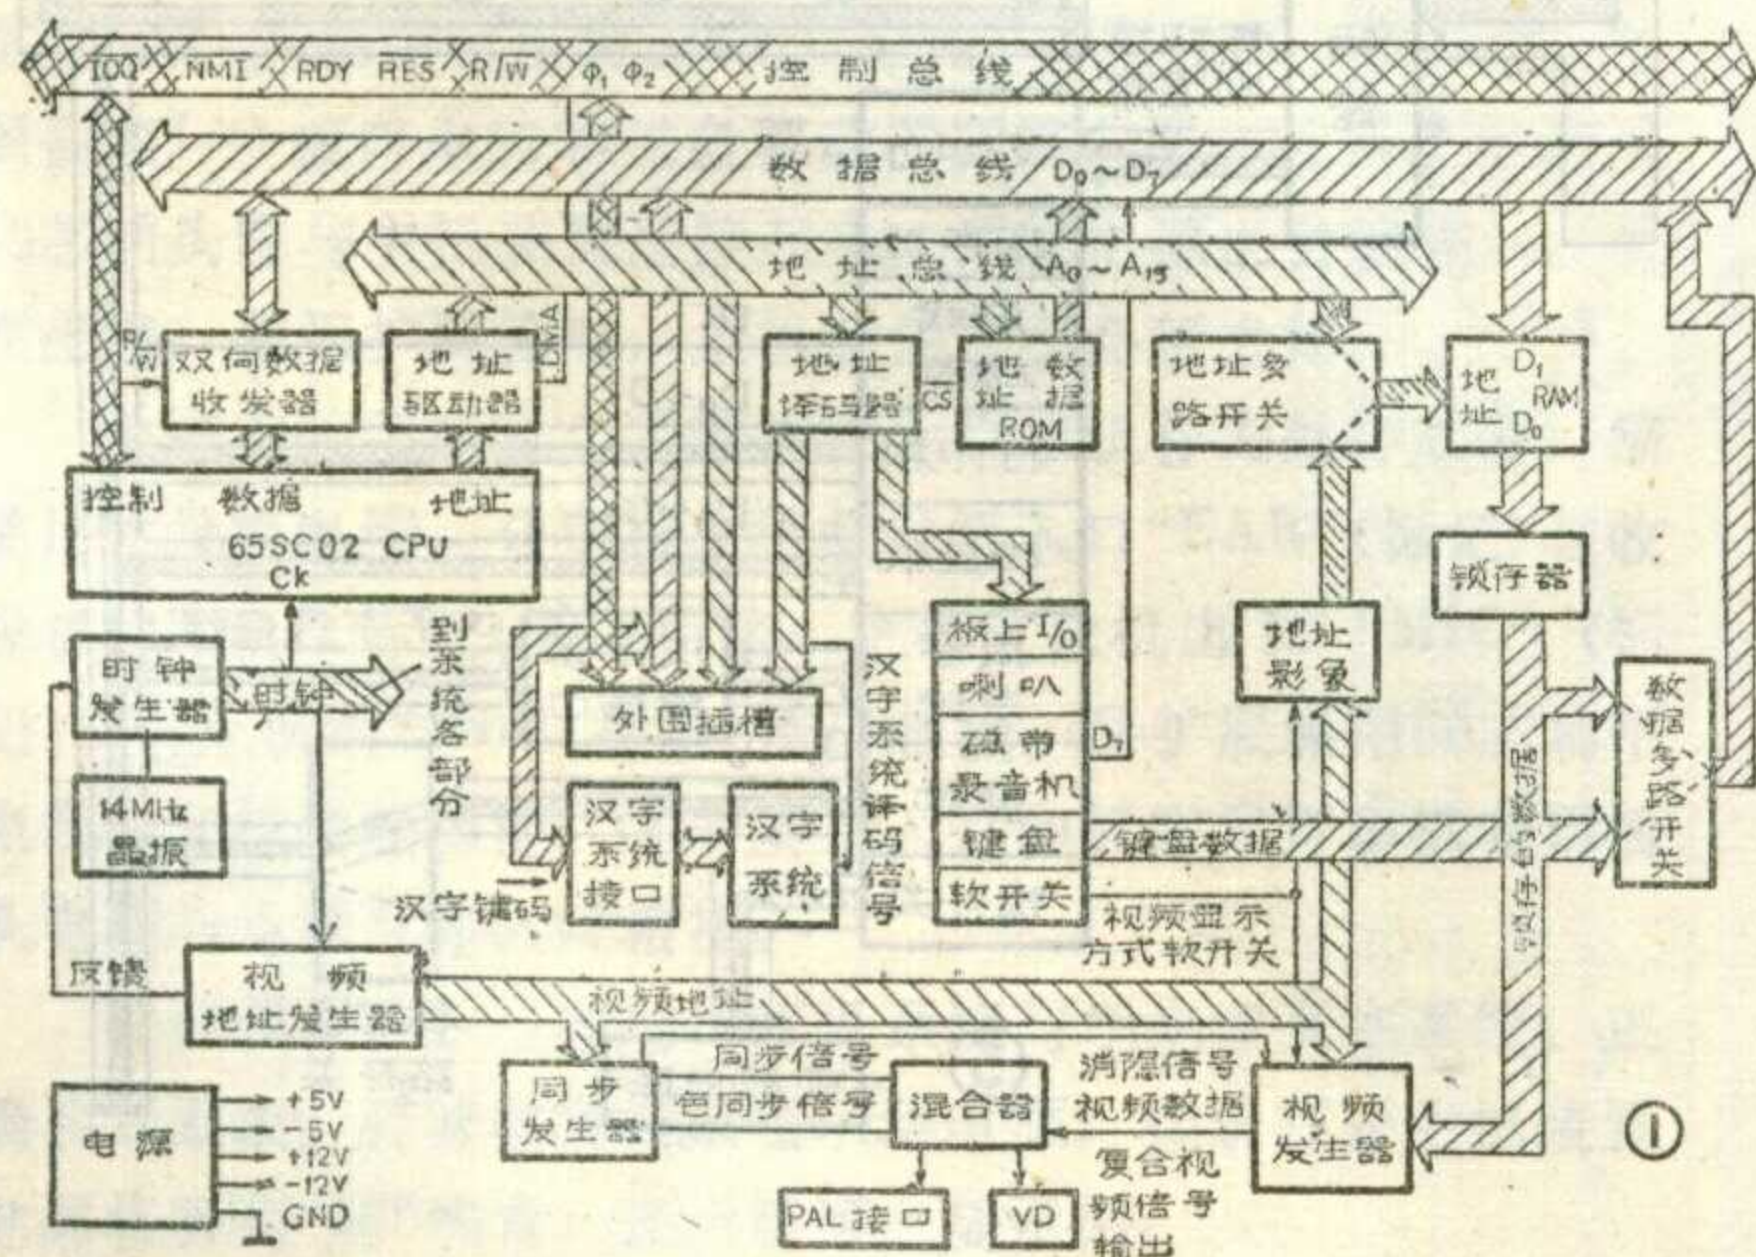 IOQ NMI RDY RES R/W Φ₁ Φ₂ 控制总线
数据总线 D₀～D₇
地址总线 A₀～A₁₅
R/W
双向数据
收发器
地址
驱动器
DMA
地址
译码器
CS
地址 数据
ROM
地址多
路开关
地址
D₁
RAM
D₀
控制 数据 地址
65SC02 CPU
Ck
锁存器
时钟
发生器
时钟
到系统各部分
14MHz
晶振
外围插槽
汉字
系统
接口
汉字
系统
汉字键码
汉字系统译码信号
板上I/O
喇叭
磁带
录音机
键盘
软开关
D₇
地址
影象
键盘数据
视频显示
方式软开关
数据多路开关
锁存台的数据
反馈
视频
地址发生器
视频地址
同步
发生器
同步信号
色同步信号
混合器
消隐信号
视频数据
视频
发生器
复合视
频信号
输出
PAL接口
VD
电源
+5V
-5V
+12V
-12V
GND
①